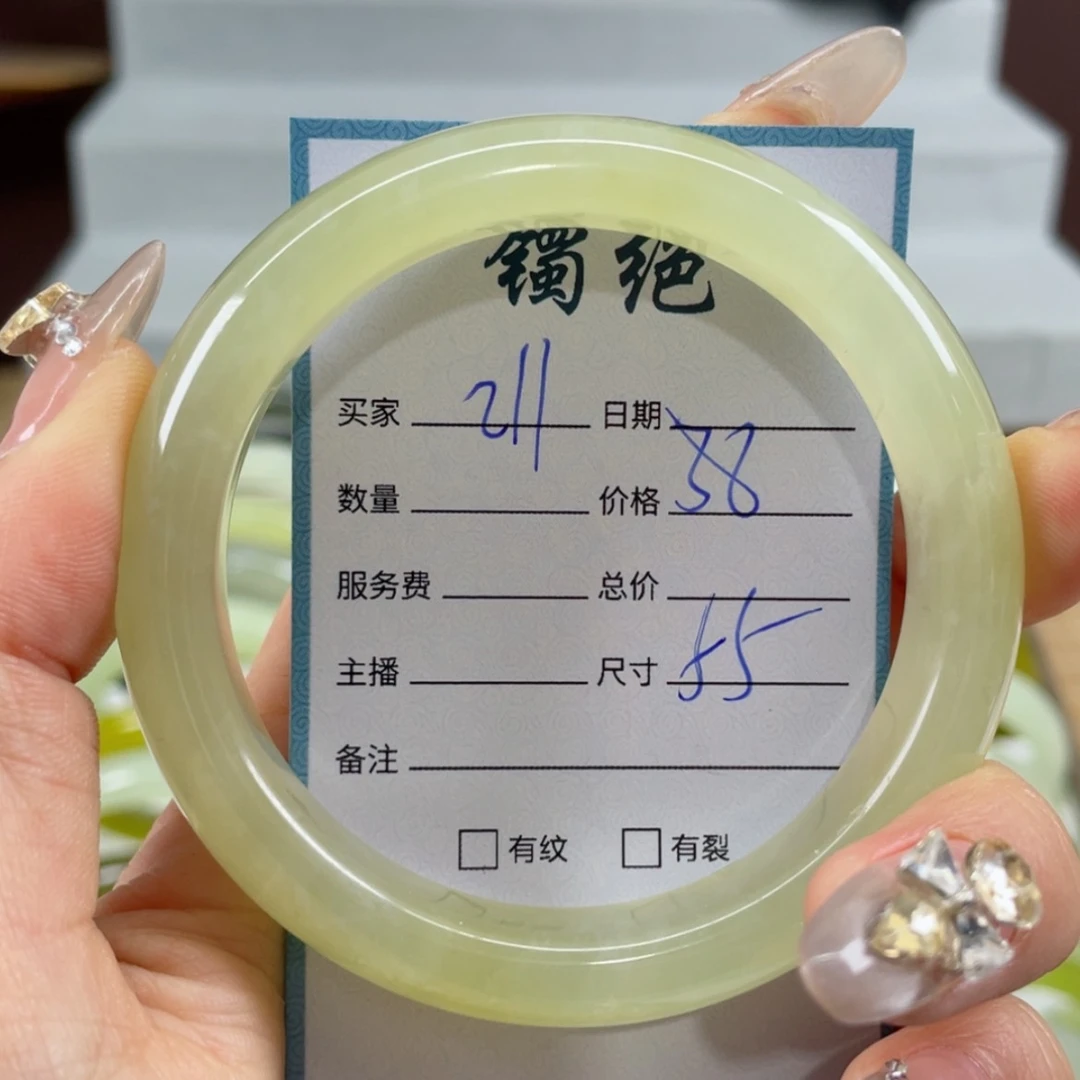 镯绝
买家 211 日期
数量 价格 38
服务费 总价
主播 尺寸 55
备注
有纹 有裂